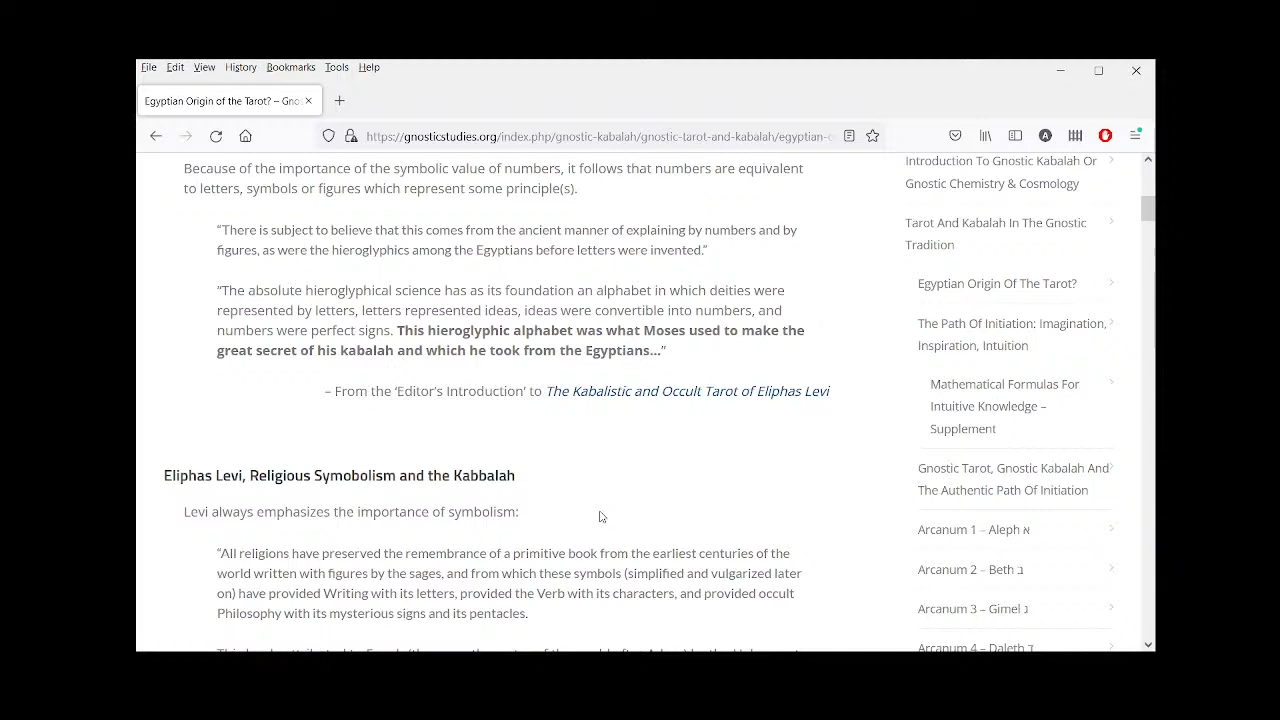 File Edit View History Bookmarks Tools Help
Egyptian Origin of the Tarot? – Gno
https://gnosticstudies.org/index.php/gnostic-kabalah/gnostic-tarot-and-kabalah/egyptian-
Because of the importance of the symbolic value of numbers, it follows that numbers are equivalent
to letters, symbols or figures which represent some principle(s).
“There is subject to believe that this comes from the ancient manner of explaining by numbers and by
figures, as were the hieroglyphics among the Egyptians before letters were invented.”
“The absolute hieroglyphical science has as its foundation an alphabet in which deities were
represented by letters, letters represented ideas, ideas were convertible into numbers, and
numbers were perfect signs. This hieroglyphic alphabet was what Moses used to make the
great secret of his kabalah and which he took from the Egyptians...”
– From the ‘Editor’s Introduction’ to The Kabalistic and Occult Tarot of Eliphas Levi
Eliphas Levi, Religious Symobolism and the Kabbalah
Levi always emphasizes the importance of symbolism:
“All religions have preserved the remembrance of a primitive book from the earliest centuries of the
world written with figures by the sages, and from which these symbols (simplified and vulgarized later
on) have provided Writing with its letters, provided the Verb with its characters, and provided occult
Philosophy with its mysterious signs and its pentacles.
Introduction To Gnostic Kabalah Or
Gnostic Chemistry & Cosmology
Tarot And Kabalah In The Gnostic
Tradition
Egyptian Origin Of The Tarot?
The Path Of Initiation: Imagination,
Inspiration, Intuition
Mathematical Formulas For
Intuitive Knowledge –
Supplement
Gnostic Tarot, Gnostic Kabalah And
The Authentic Path Of Initiation
Arcanum 1 – Aleph א
Arcanum 2 – Beth ב
Arcanum 3 – Gimel ג
Arcanum 4 – Daleth ד